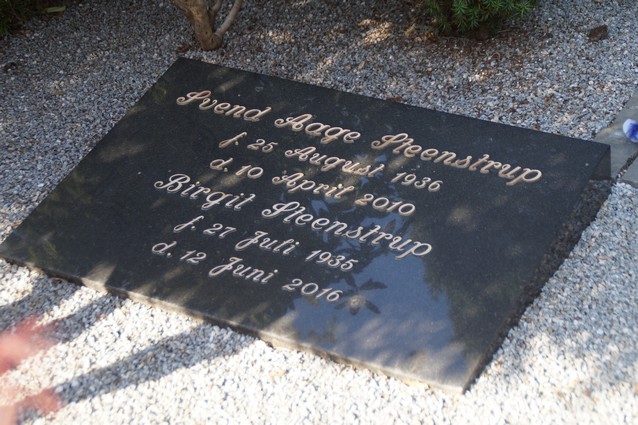 Svend Aage Steenstrup
f. 25 August 1936
d. 10 April 2010
Birgit Steenstrup
f. 27 Juli 1935
d. 12 Juni 2016